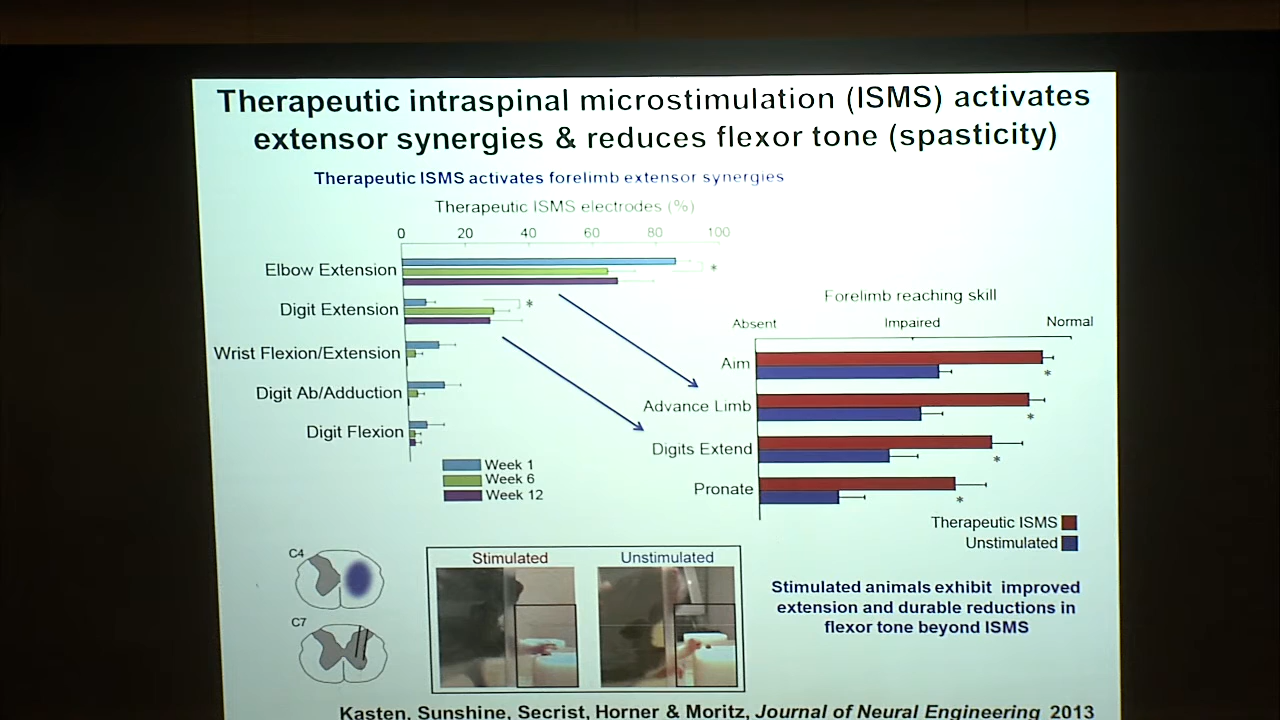 Therapeutic intraspinal microstimulation (ISMS) activates
extensor synergies & reduces flexor tone (spasticity)
Therapeutic ISMS activates forelimb extensor synergies
Therapeutic ISMS electrodes (%)
0 20 40 60 80 100
Elbow Extension
*
Digit Extension
*
Wrist Flexion/Extension
Digit Ab/Adduction
Digit Flexion
Week 1
Week 6
Week 12
Forelimb reaching skill
Absent Impaired Normal
Aim
*
Advance Limb
*
Digits Extend
*
Pronate
*
Therapeutic ISMS
Unstimulated
C4
C7
Stimulated
Unstimulated
Stimulated animals exhibit improved
extension and durable reductions in
flexor tone beyond ISMS
Kasten, Sunshine, Secrist, Horner & Moritz, Journal of Neural Engineering 2013